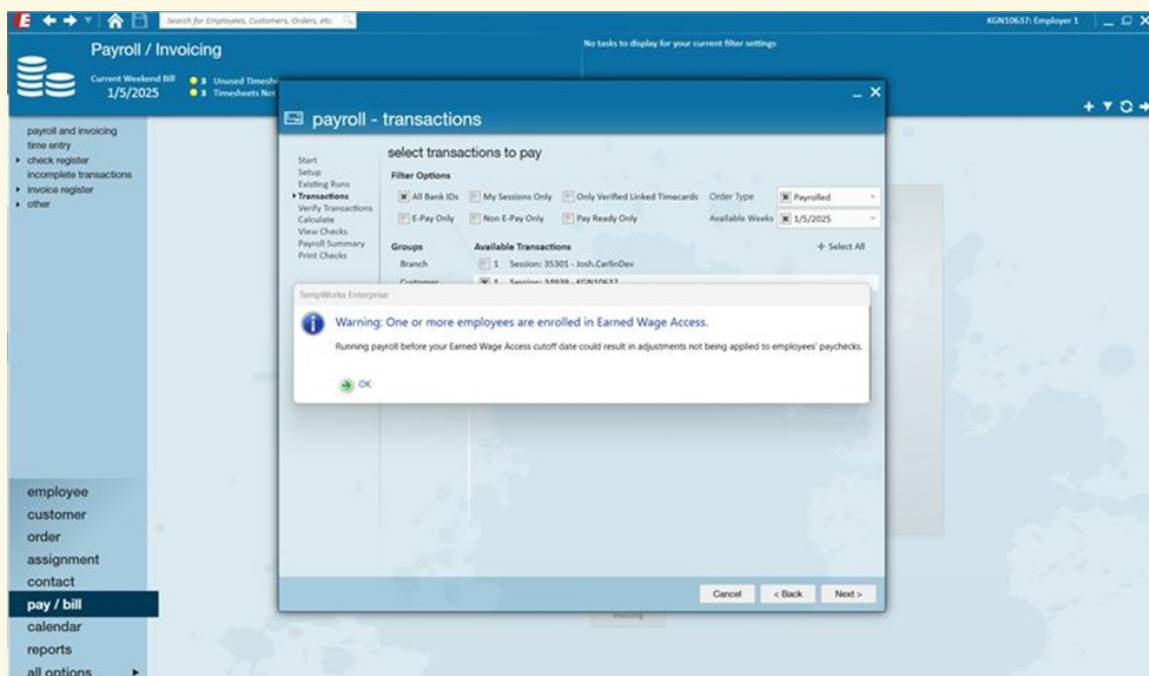 E
Search for Employees, Customers, Orders, etc.
KGN10637: Employer 1
Payroll / Invoicing
No tasks to display for your current filter settings
Current Weekend Bill
1/5/2025
3 Unused Timeshe
3 Timesheets Not
payroll and invoicing
time entry
check register
incomplete transactions
invoice register
other
payroll - transactions
Start
Setup
Existing Runs
Transactions
Verify Transactions
Calculate
View Checks
Payroll Summary
Print Checks
select transactions to pay
Filter Options
All Bank IDs My Sessions Only Only Verified Linked Timecards Order Type Payrolled
E-Pay Only Non E-Pay Only Pay Ready Only Available Weeks 1/5/2025
Groups Available Transactions + Select All
Branch 1 Session: 35301 - Josh.CarlinDev
Customer 1 Session: 34939 - KGN10637
TempWorks Enterprise
Warning: One or more employees are enrolled in Earned Wage Access.
Running payroll before your Earned Wage Access cutoff date could result in adjustments not being applied to employees' paychecks.
OK
Cancel < Back Next >
employee
customer
order
assignment
contact
pay / bill
calendar
reports
all options